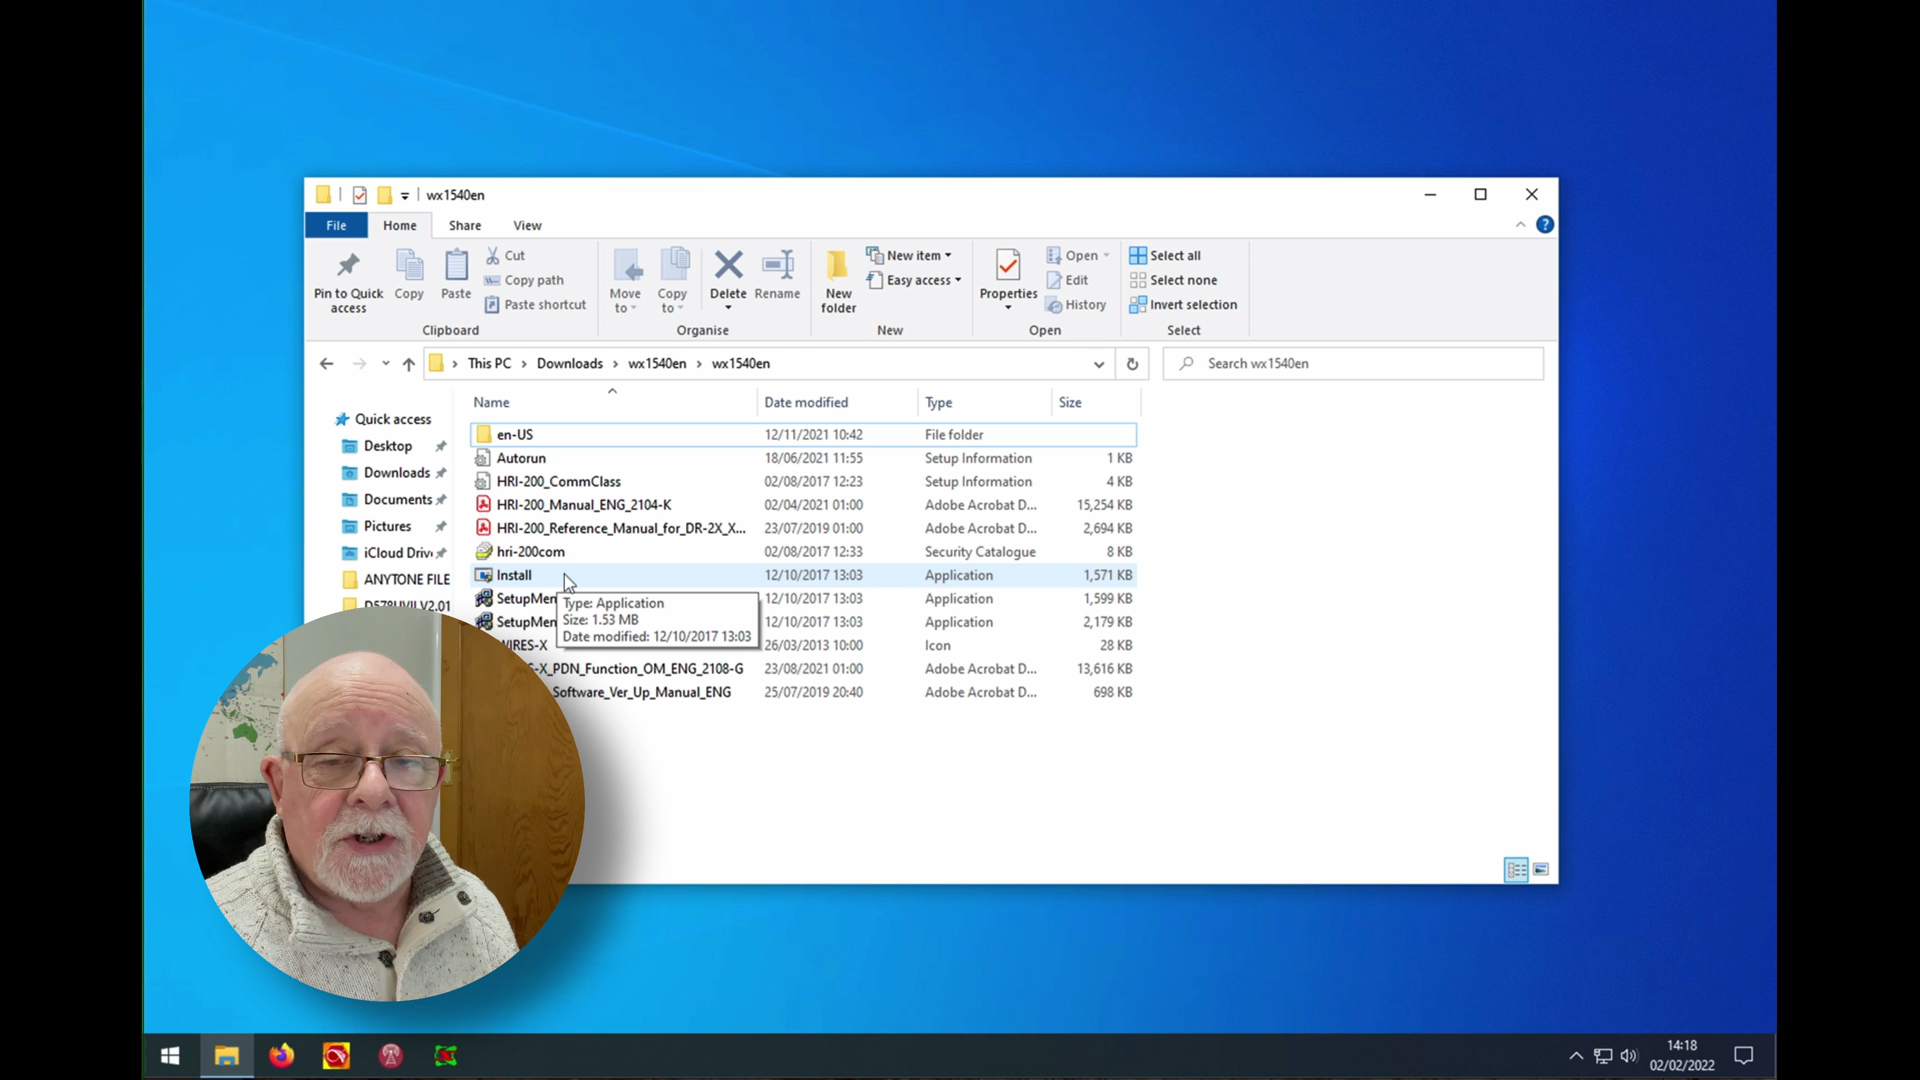 wx1540en
File Home Share View
Pin to Quick access
Copy
Paste
Cut
Copy path
Paste shortcut
Clipboard
Move to
Copy to
Delete
Rename
Organise
New folder
New item
Easy access
New
Properties
Open
Edit
History
Open
Select all
Select none
Invert selection
Select
This PC > Downloads > wx1540en > wx1540en
Search wx1540en
Quick access
Desktop
Downloads
Documents
Pictures
iCloud Driv
ANYTONE FILE
D578UVII V2.01
Name Date modified Type Size
en-US 12/11/2021 10:42 File folder
Autorun 18/06/2021 11:55 Setup Information 1 KB
HRI-200_CommClass 02/08/2017 12:23 Setup Information 4 KB
HRI-200_Manual_ENG_2104-K 02/04/2021 01:00 Adobe Acrobat D... 15,254 KB
HRI-200_Reference_Manual_for_DR-2X_X... 23/07/2019 01:00 Adobe Acrobat D... 2,694 KB
hri-200com 02/08/2017 12:33 Security Catalogue 8 KB
Install 12/10/2017 13:03 Application 1,571 KB
SetupMen 12/10/2017 13:03 Application 1,599 KB
SetupMen 12/10/2017 13:03 Application 2,179 KB
WIRES-X 26/03/2013 10:00 Icon 28 KB
S-X_PDN_Function_OM_ENG_2108-G 23/08/2021 01:00 Adobe Acrobat D... 13,616 KB
Software_Ver_Up_Manual_ENG 25/07/2019 20:40 Adobe Acrobat D... 698 KB
Type: Application
Size: 1.53 MB
Date modified: 12/10/2017 13:03
14:18
02/02/2022